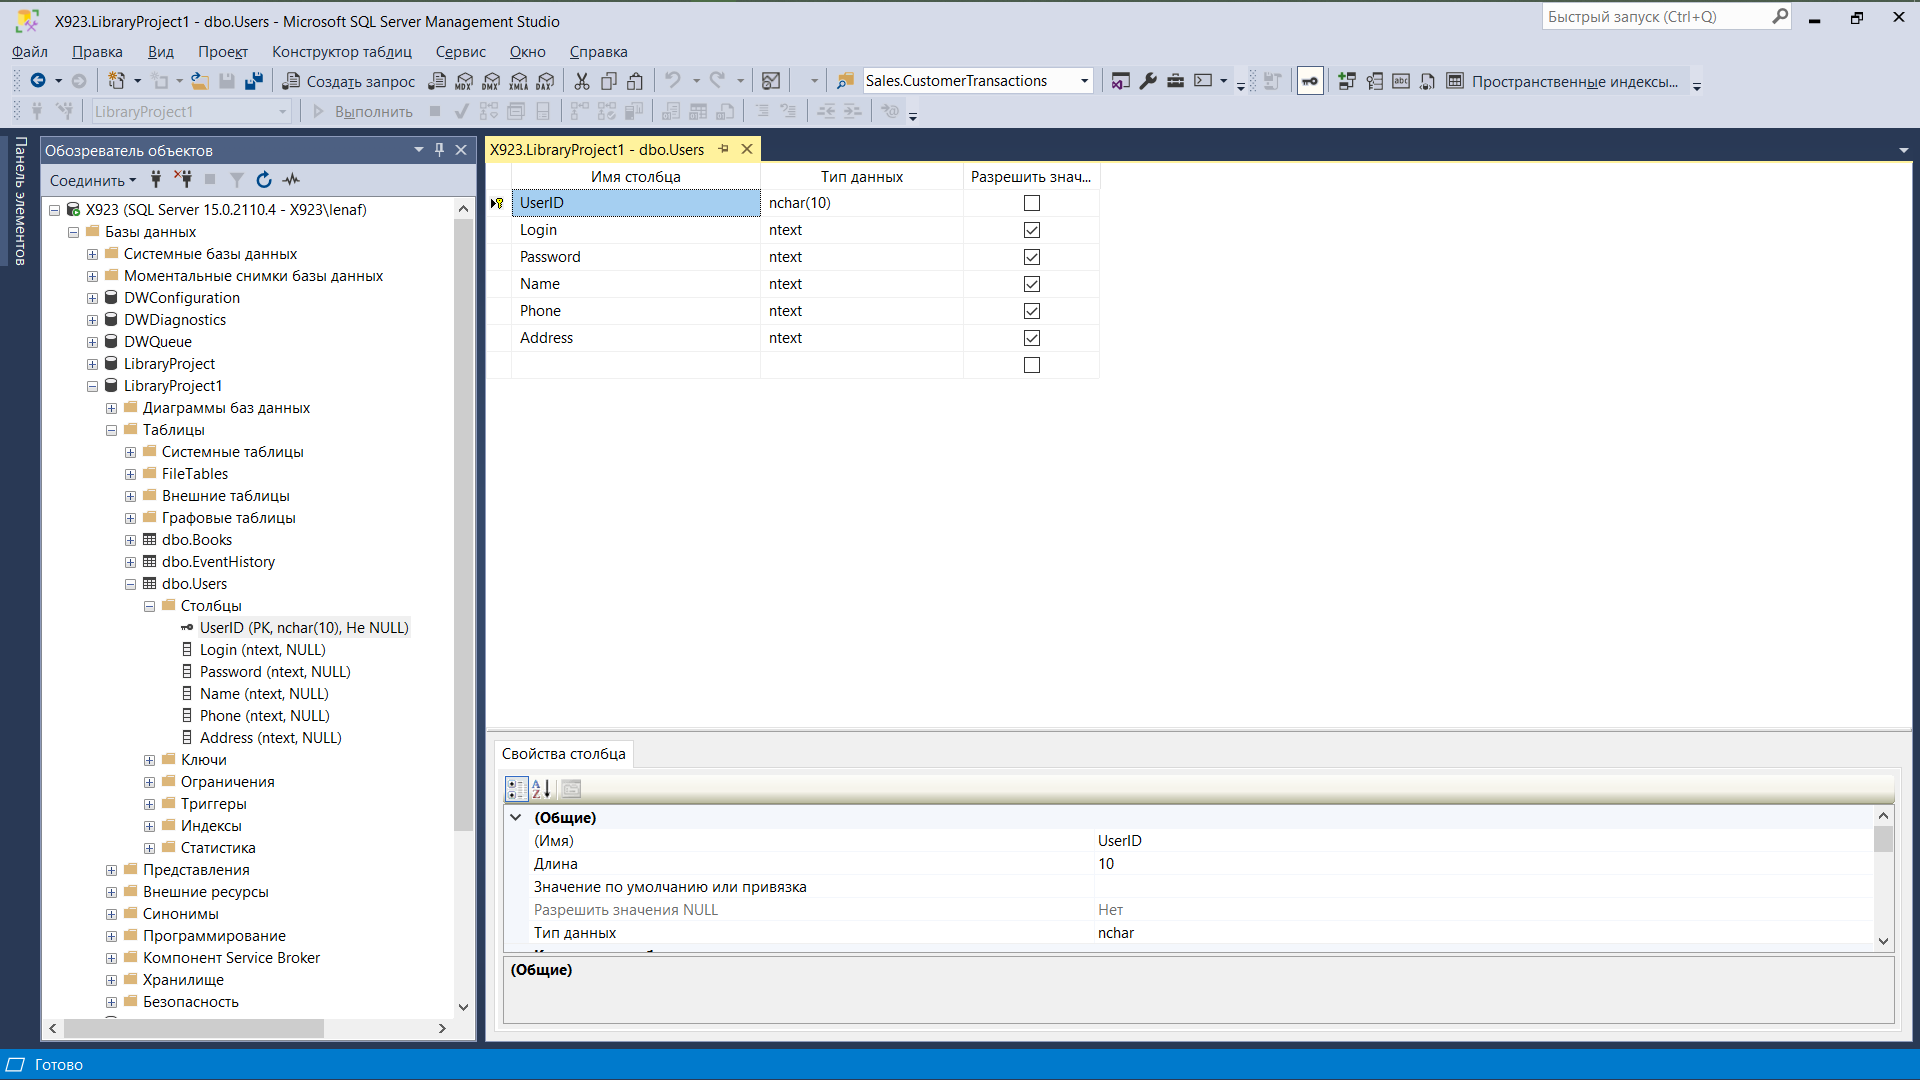 X923.LibraryProject1 - dbo.Users - Microsoft SQL Server Management Studio
Быстрый запуск (Ctrl+Q)
Файл Правка Вид Проект Конструктор таблиц Сервис Окно Справка
Создать запрос MDX DMX XMLA DAX Sales.CustomerTransactions Пространственные индексы...
LibraryProject1 Выполнить
Панель элементов
Обозреватель объектов
Соединить
X923 (SQL Server 15.0.2110.4 - X923\lenaf)
Базы данных
Системные базы данных
Моментальные снимки базы данных
DWConfiguration
DWDiagnostics
DWQueue
LibraryProject
LibraryProject1
Диаграммы баз данных
Таблицы
Системные таблицы
FileTables
Внешние таблицы
Графовые таблицы
dbo.Books
dbo.EventHistory
dbo.Users
Столбцы
UserID (PK, nchar(10), Не NULL)
Login (ntext, NULL)
Password (ntext, NULL)
Name (ntext, NULL)
Phone (ntext, NULL)
Address (ntext, NULL)
Ключи
Ограничения
Триггеры
Индексы
Статистика
Представления
Внешние ресурсы
Синонимы
Программирование
Компонент Service Broker
Хранилище
Безопасность
X923.LibraryProject1 - dbo.Users
Имя столбца Тип данных Разрешить знач...
UserID nchar(10)
Login ntext
Password ntext
Name ntext
Phone ntext
Address ntext
Свойства столбца
(Общие)
(Имя) UserID
Длина 10
Значение по умолчанию или привязка
Разрешить значения NULL Нет
Тип данных nchar
(Общие)
Готово